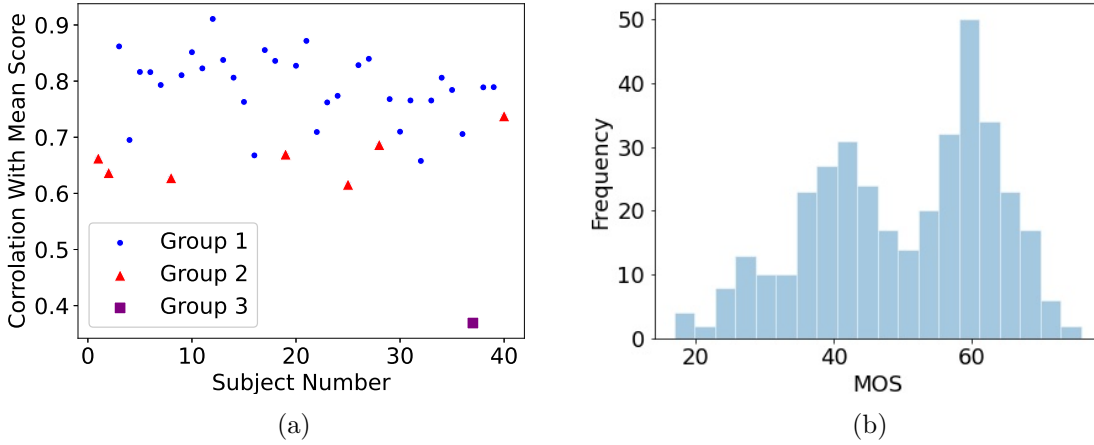 0.9
0.8
0.7
0.6
0.5
0.4
Corrolation With Mean Score
Group 1
Group 2
Group 3
0 10 20 30 40
Subject Number
(a)
50
40
30
20
10
0
Frequency
20 40 60
MOS
(b)